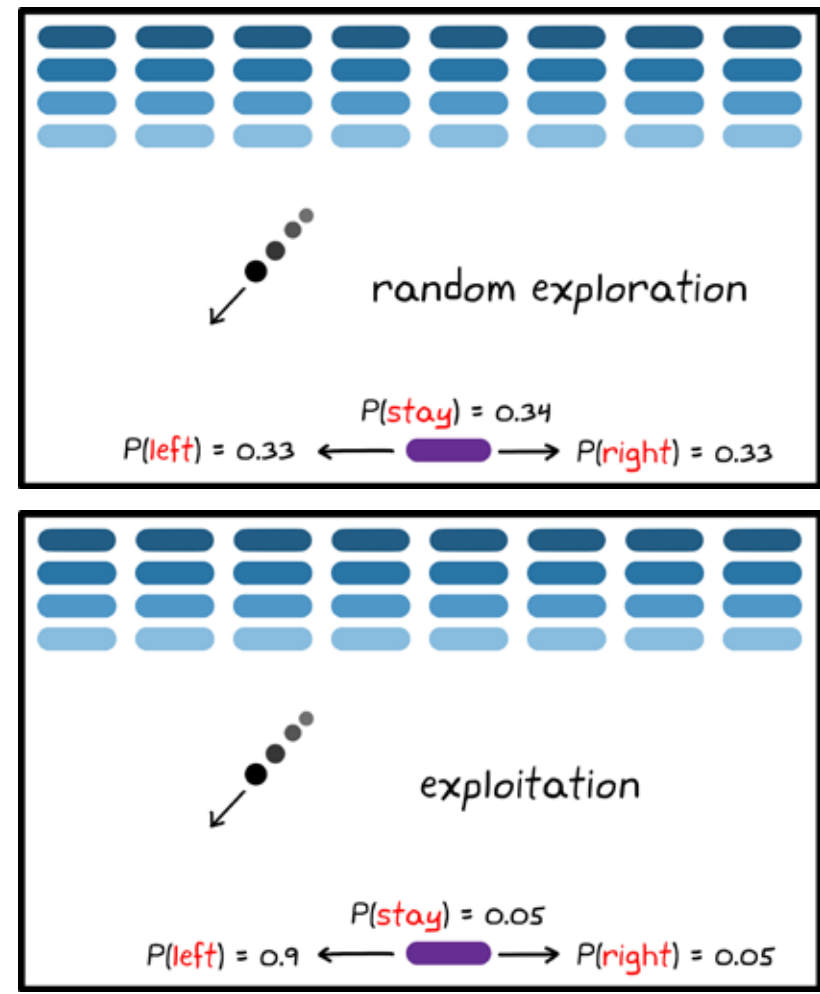 random exploration
P(stay) = 0.34
P(left) = 0.33
P(right) = 0.33
exploitation
P(stay) = 0.05
P(left) = 0.9
P(right) = 0.05